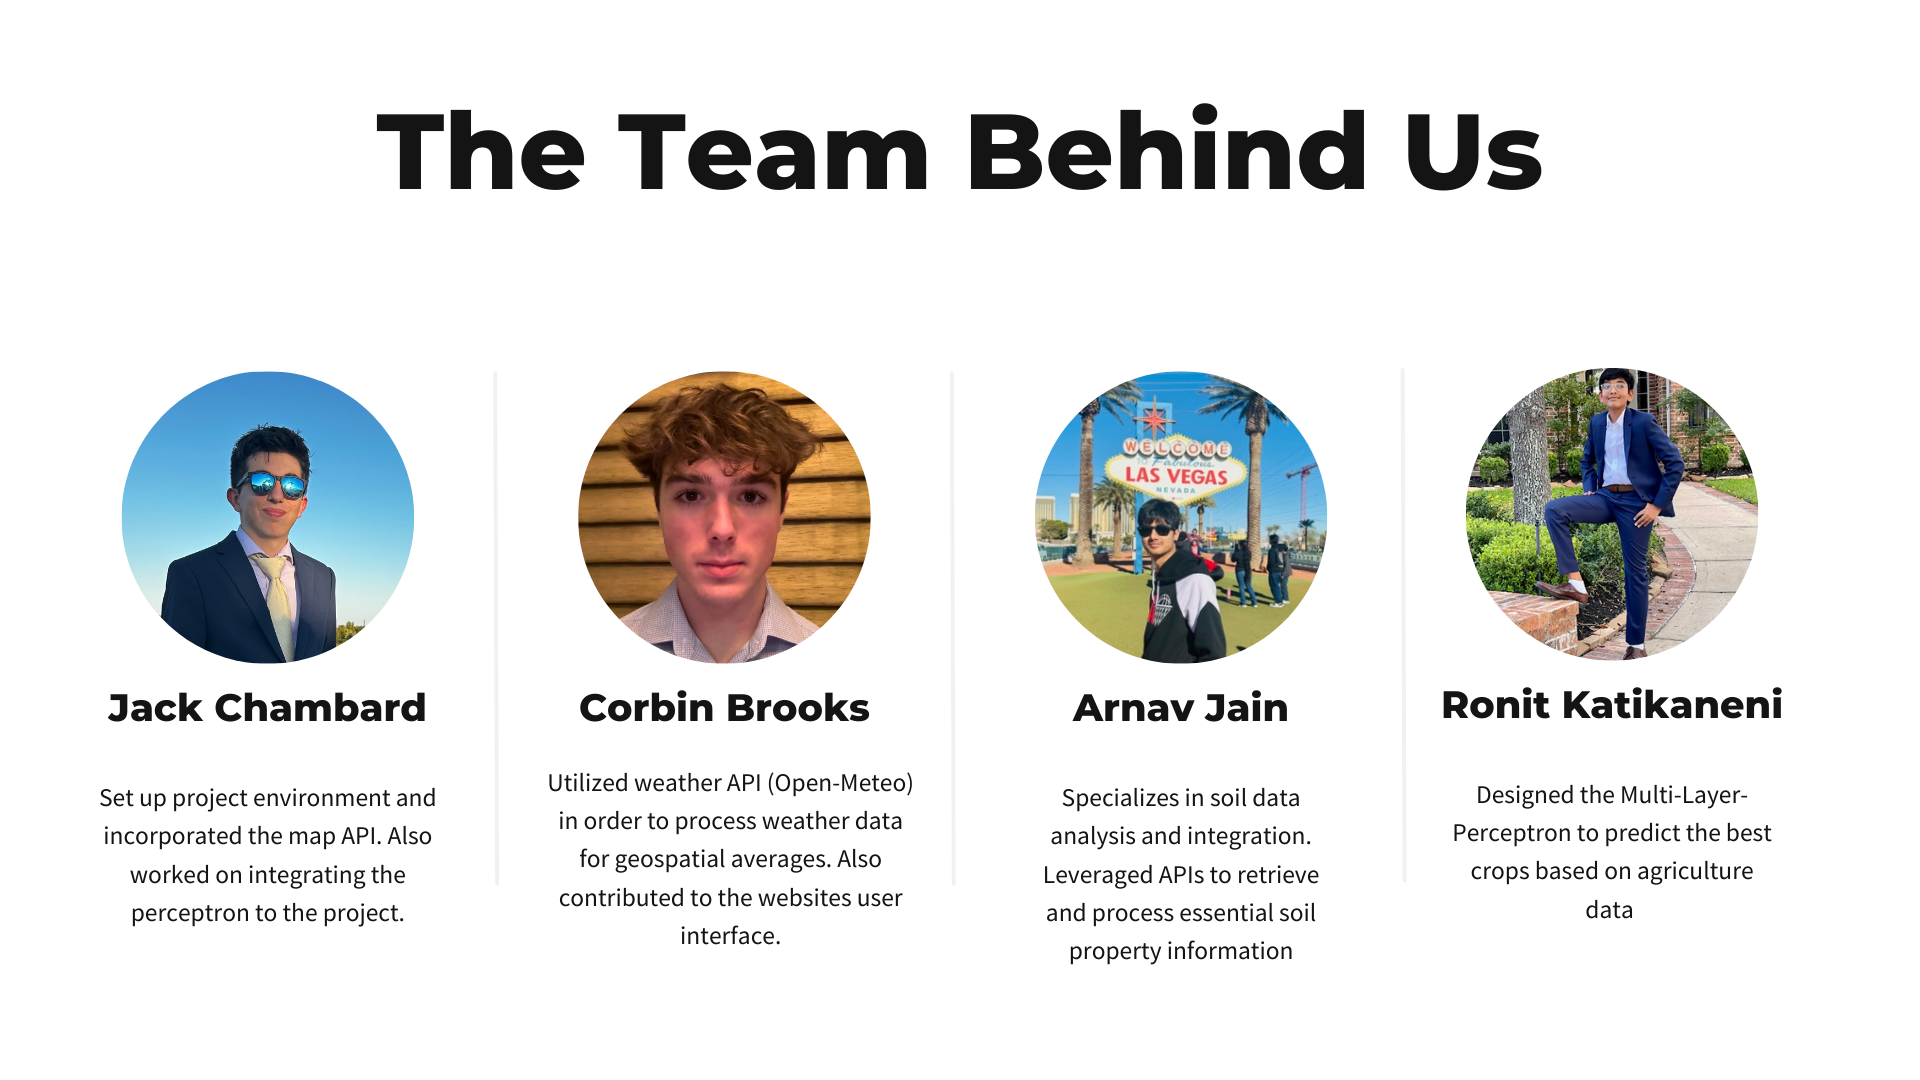 The Team Behind Us
WELCOME
TO Fabulous
LAS VEGAS
NEVADA
Jack Chambard
Corbin Brooks
Arnav Jain
Ronit Katikaneni
Set up project environment and
incorporated the map API. Also
worked on integrating the
perceptron to the project.
Utilized weather API (Open-Meteo)
in order to process weather data
for geospatial averages. Also
contributed to the websites user
interface.
Specializes in soil data
analysis and integration.
Leveraged APIs to retrieve
and process essential soil
property information
Designed the Multi-Layer-
Perceptron to predict the best
crops based on agriculture
data